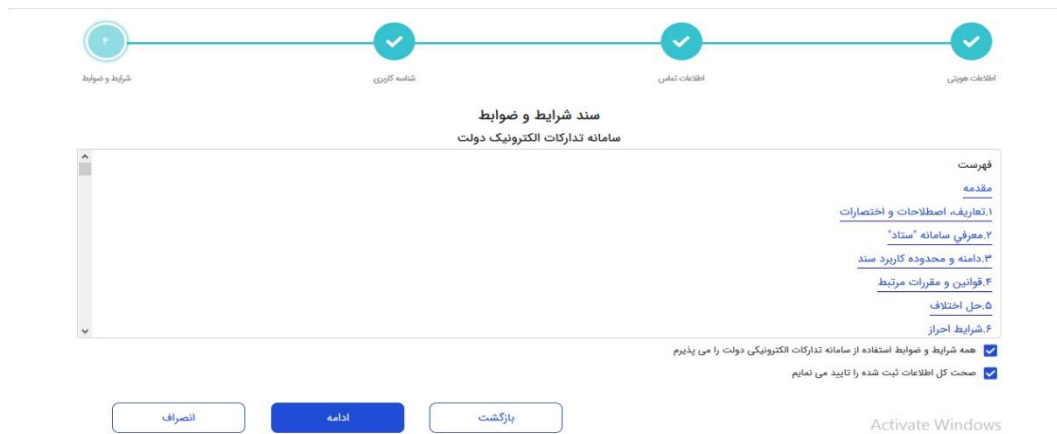 ۴
اطلاعات هویتی
اطلاعات تماس
شناسه کاربری
شرایط و ضوابط
سند شرایط و ضوابط
سامانه تدارکات الکترونیک دولت
فهرست
مقدمه
۱.تعاریف، اصطلاحات و اختصارات
۲.معرفي سامانه "ستاد"
۳.دامنه و محدوده کاربرد سند
۴.قوانین و مقررات مرتبط
۵.حل اختلاف
۶.شرایط احراز
همه شرایط و ضوابط استفاده از سامانه تدارکات الکترونیکی دولت را می پذیرم
صحت کل اطلاعات ثبت شده را تایید می نمایم
بازگشت
ادامه
انصراف
Activate Windows